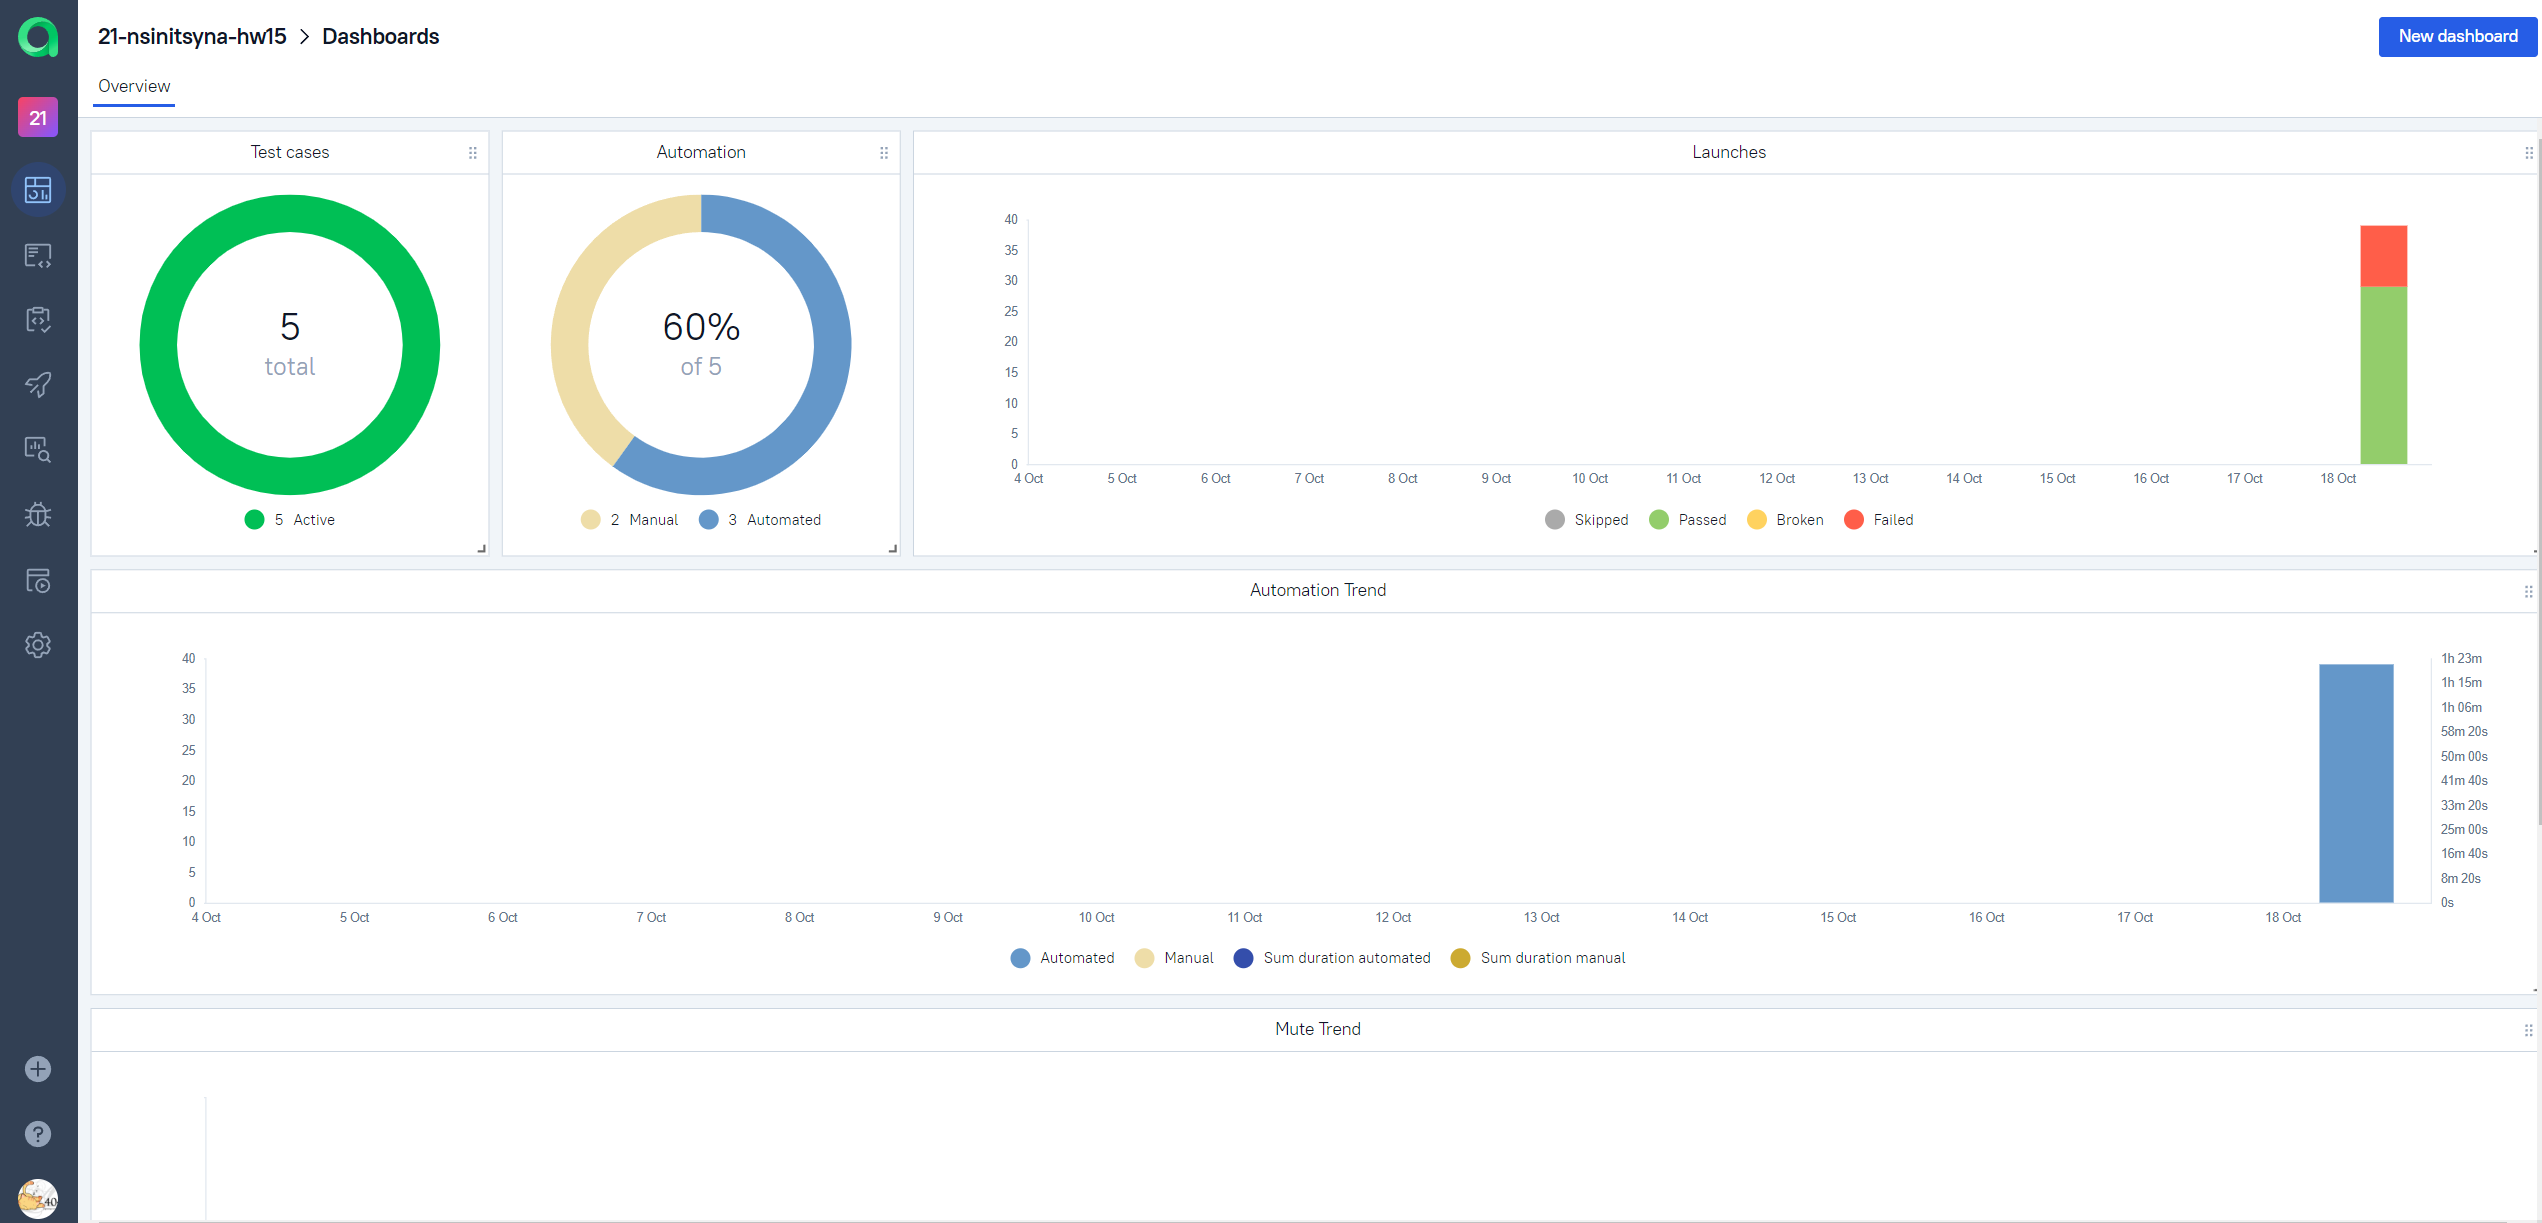 21-nsinitsyna-hw15 > Dashboards
New dashboard
Overview
21
Test cases
5
total
5 Active
Automation
60%
of 5
2 Manual 3 Automated
Launches
40
35
30
25
20
15
10
5
0
4 Oct 5 Oct 6 Oct 7 Oct 8 Oct 9 Oct 10 Oct 11 Oct 12 Oct 13 Oct 14 Oct 15 Oct 16 Oct 17 Oct 18 Oct
Skipped Passed Broken Failed
Automation Trend
40
35
30
25
20
15
10
5
0
1h 23m
1h 15m
1h 06m
58m 20s
50m 00s
41m 40s
33m 20s
25m 00s
16m 40s
8m 20s
0s
4 Oct 5 Oct 6 Oct 7 Oct 8 Oct 9 Oct 10 Oct 11 Oct 12 Oct 13 Oct 14 Oct 15 Oct 16 Oct 17 Oct 18 Oct
Automated Manual Sum duration automated Sum duration manual
Mute Trend
?
40